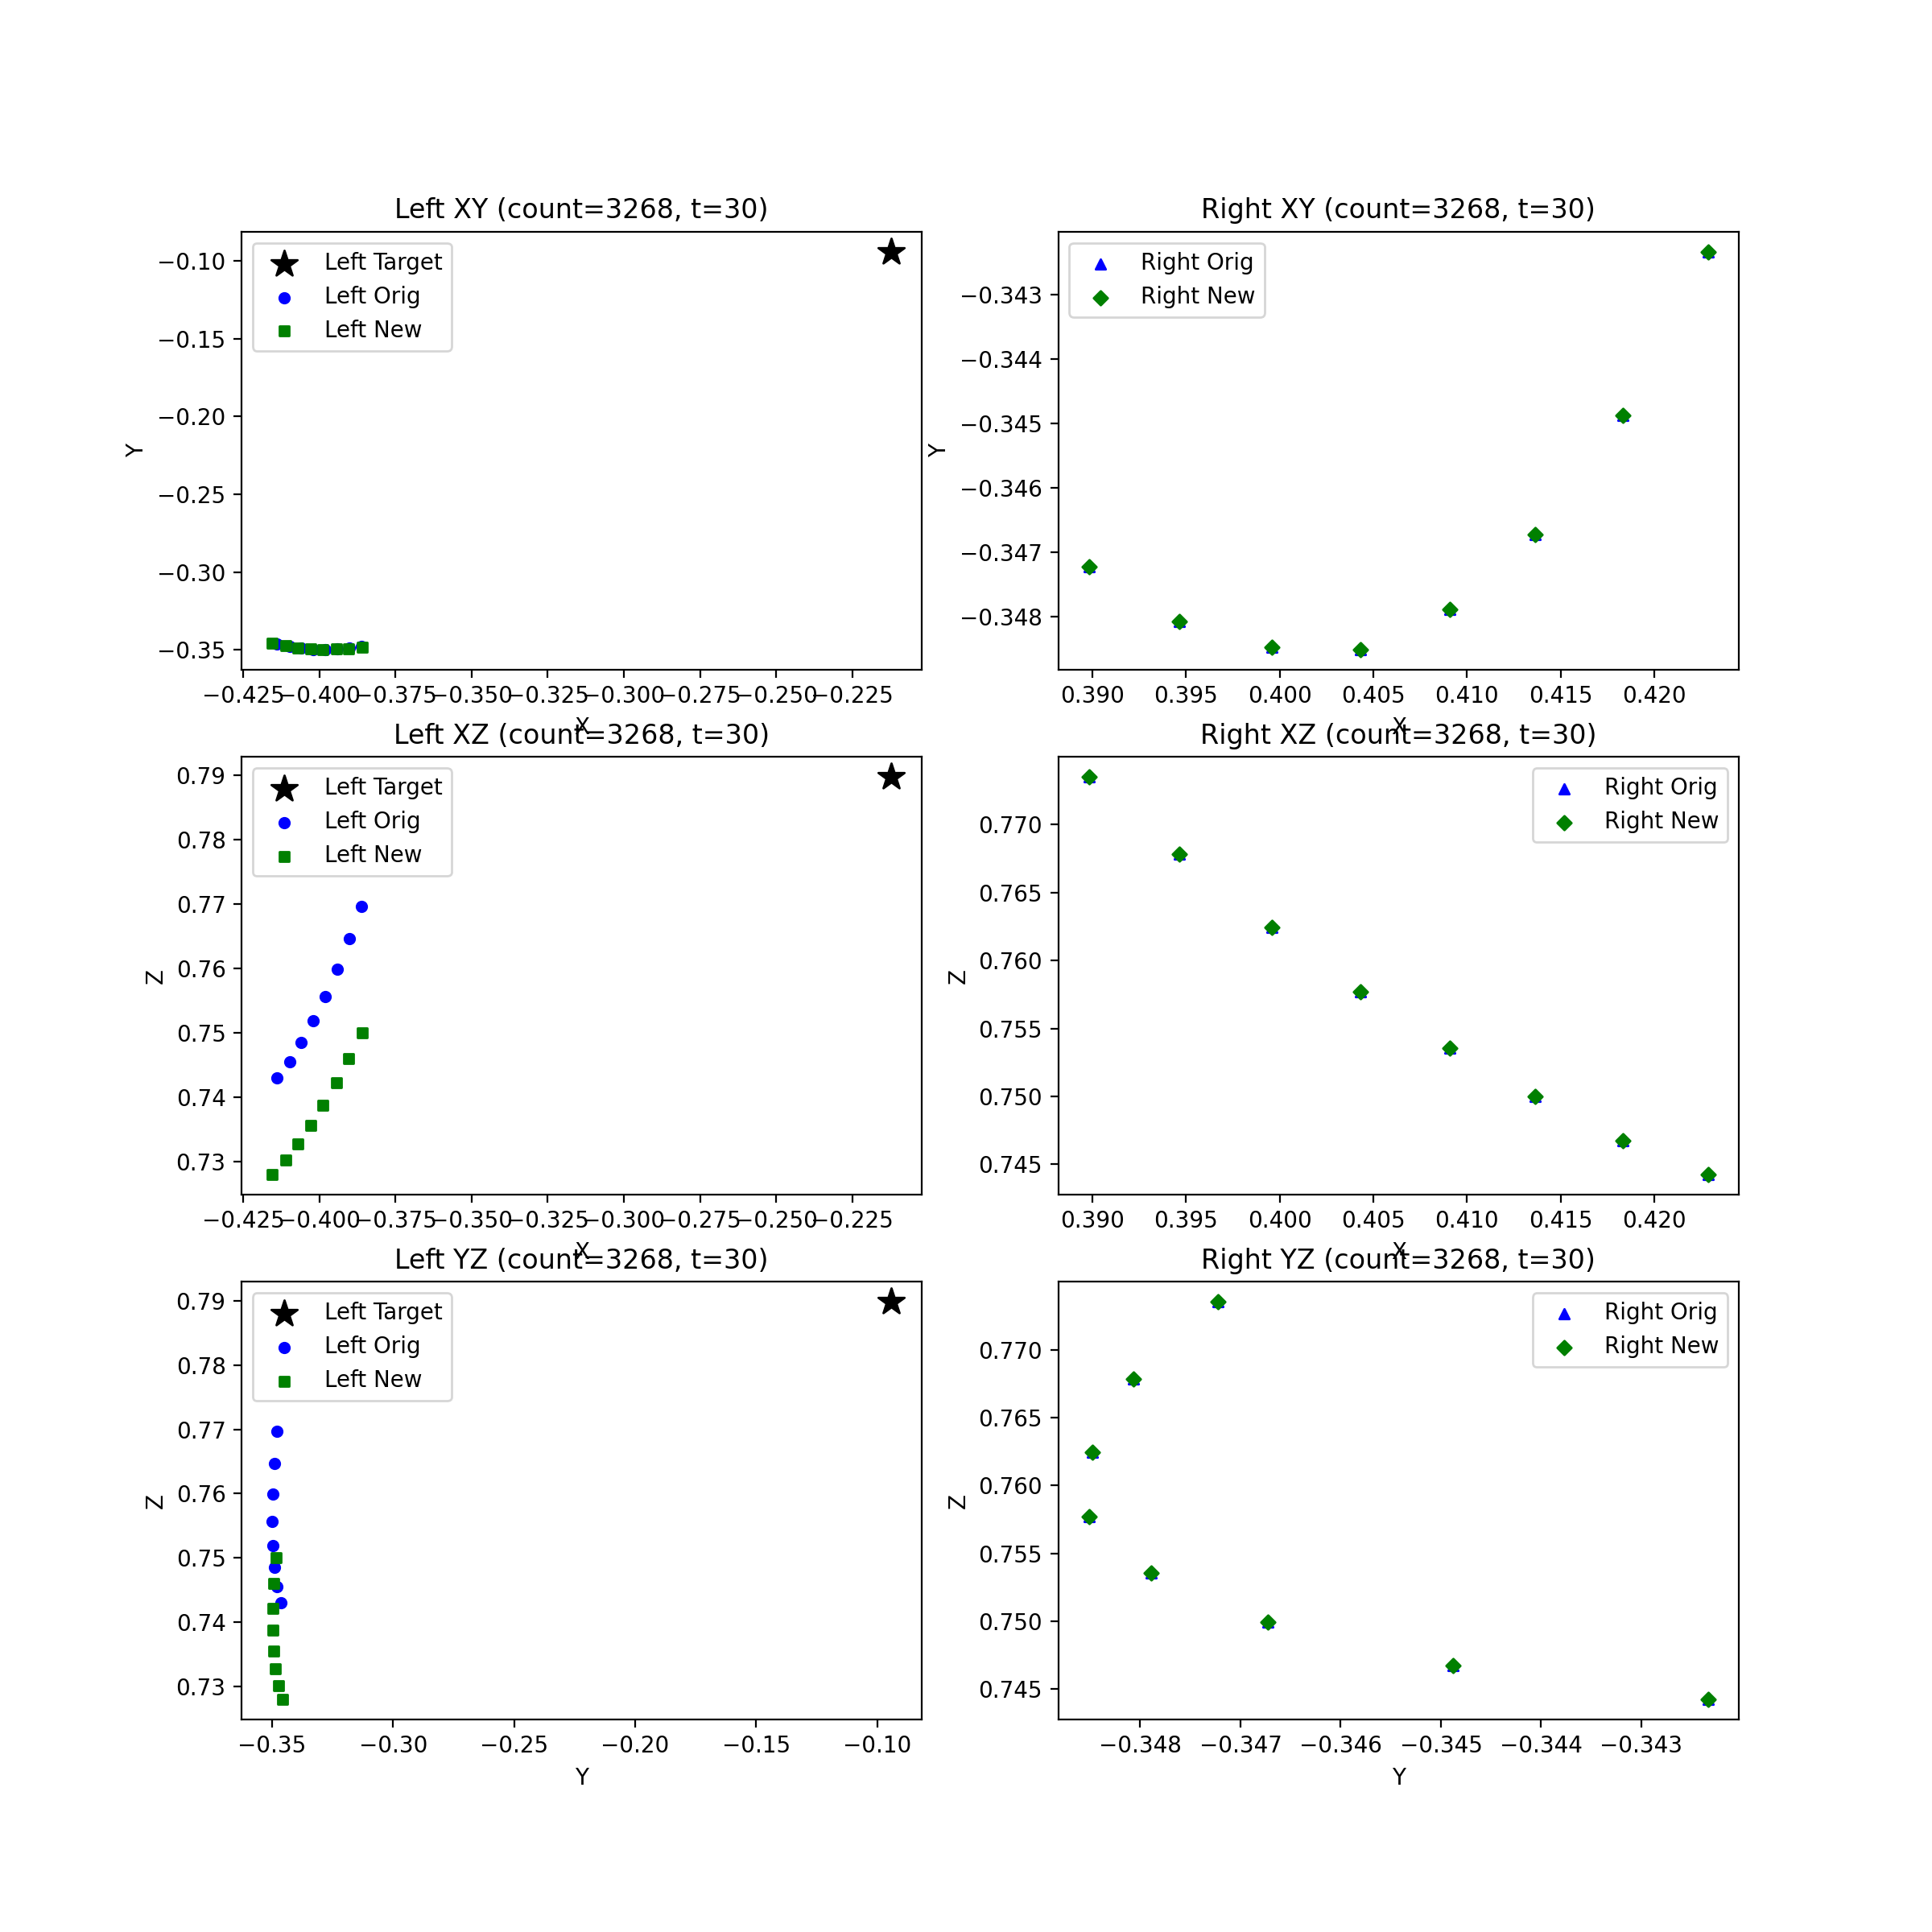 Left XY (count=3268, t=30)
Left Target
Left Orig
Left New
Y
−0.10
−0.15
−0.20
−0.25
−0.30
−0.35
−0.425 −0.400 −0.375 −0.350 −0.325 −0.300 −0.275 −0.250 −0.225
X
Right XY (count=3268, t=30)
Right Orig
Right New
Y
−0.343
−0.344
−0.345
−0.346
−0.347
−0.348
0.390 0.395 0.400 0.405 0.410 0.415 0.420
X
Left XZ (count=3268, t=30)
Left Target
Left Orig
Left New
Z
0.79
0.78
0.77
0.76
0.75
0.74
0.73
−0.425 −0.400 −0.375 −0.350 −0.325 −0.300 −0.275 −0.250 −0.225
X
Right XZ (count=3268, t=30)
Right Orig
Right New
Z
0.770
0.765
0.760
0.755
0.750
0.745
0.390 0.395 0.400 0.405 0.410 0.415 0.420
X
Left YZ (count=3268, t=30)
Left Target
Left Orig
Left New
Z
0.79
0.78
0.77
0.76
0.75
0.74
0.73
−0.35 −0.30 −0.25 −0.20 −0.15 −0.10
Y
Right YZ (count=3268, t=30)
Right Orig
Right New
Z
0.770
0.765
0.760
0.755
0.750
0.745
−0.348 −0.347 −0.346 −0.345 −0.344 −0.343
Y